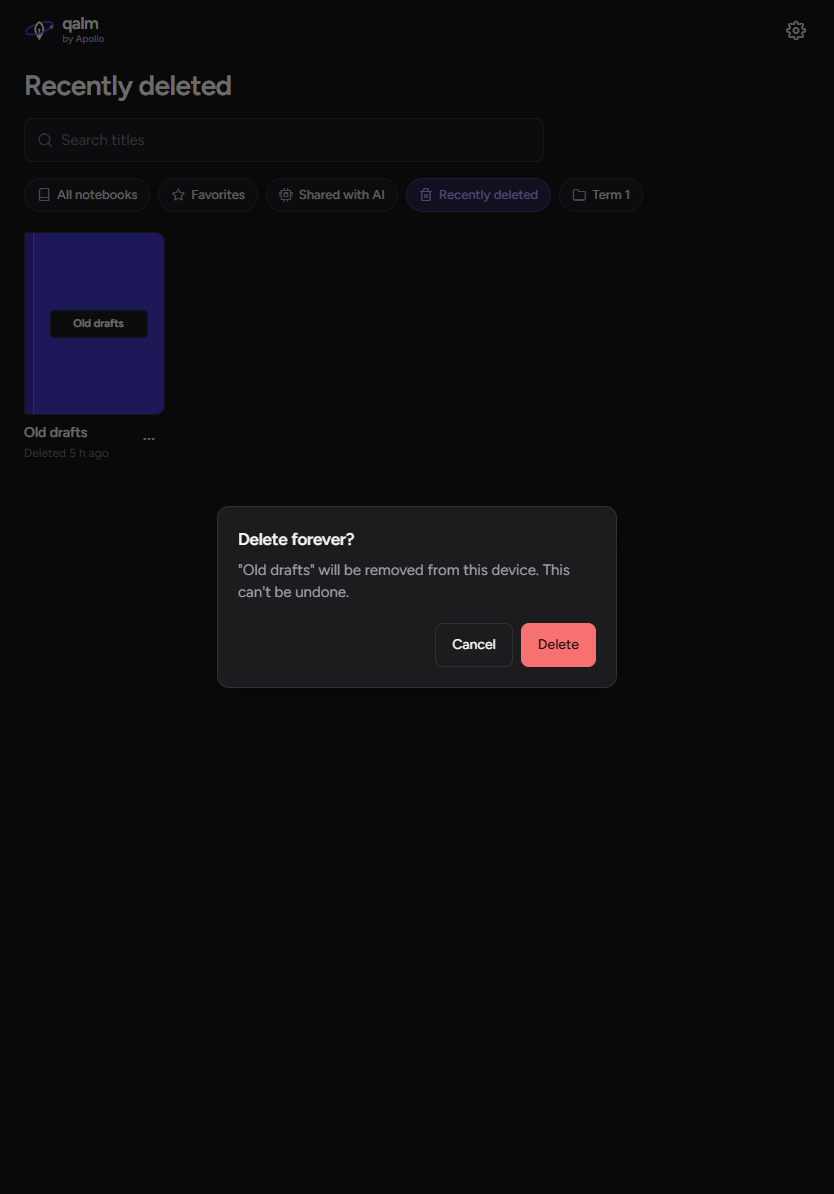 qalm
by Apollo
Recently deleted
Search titles
All notebooks
Favorites
Shared with AI
Recently deleted
Term 1
Old drafts
Old drafts
...
Deleted 5 h ago
Delete forever?
"Old drafts" will be removed from this device. This
can't be undone.
Cancel
Delete